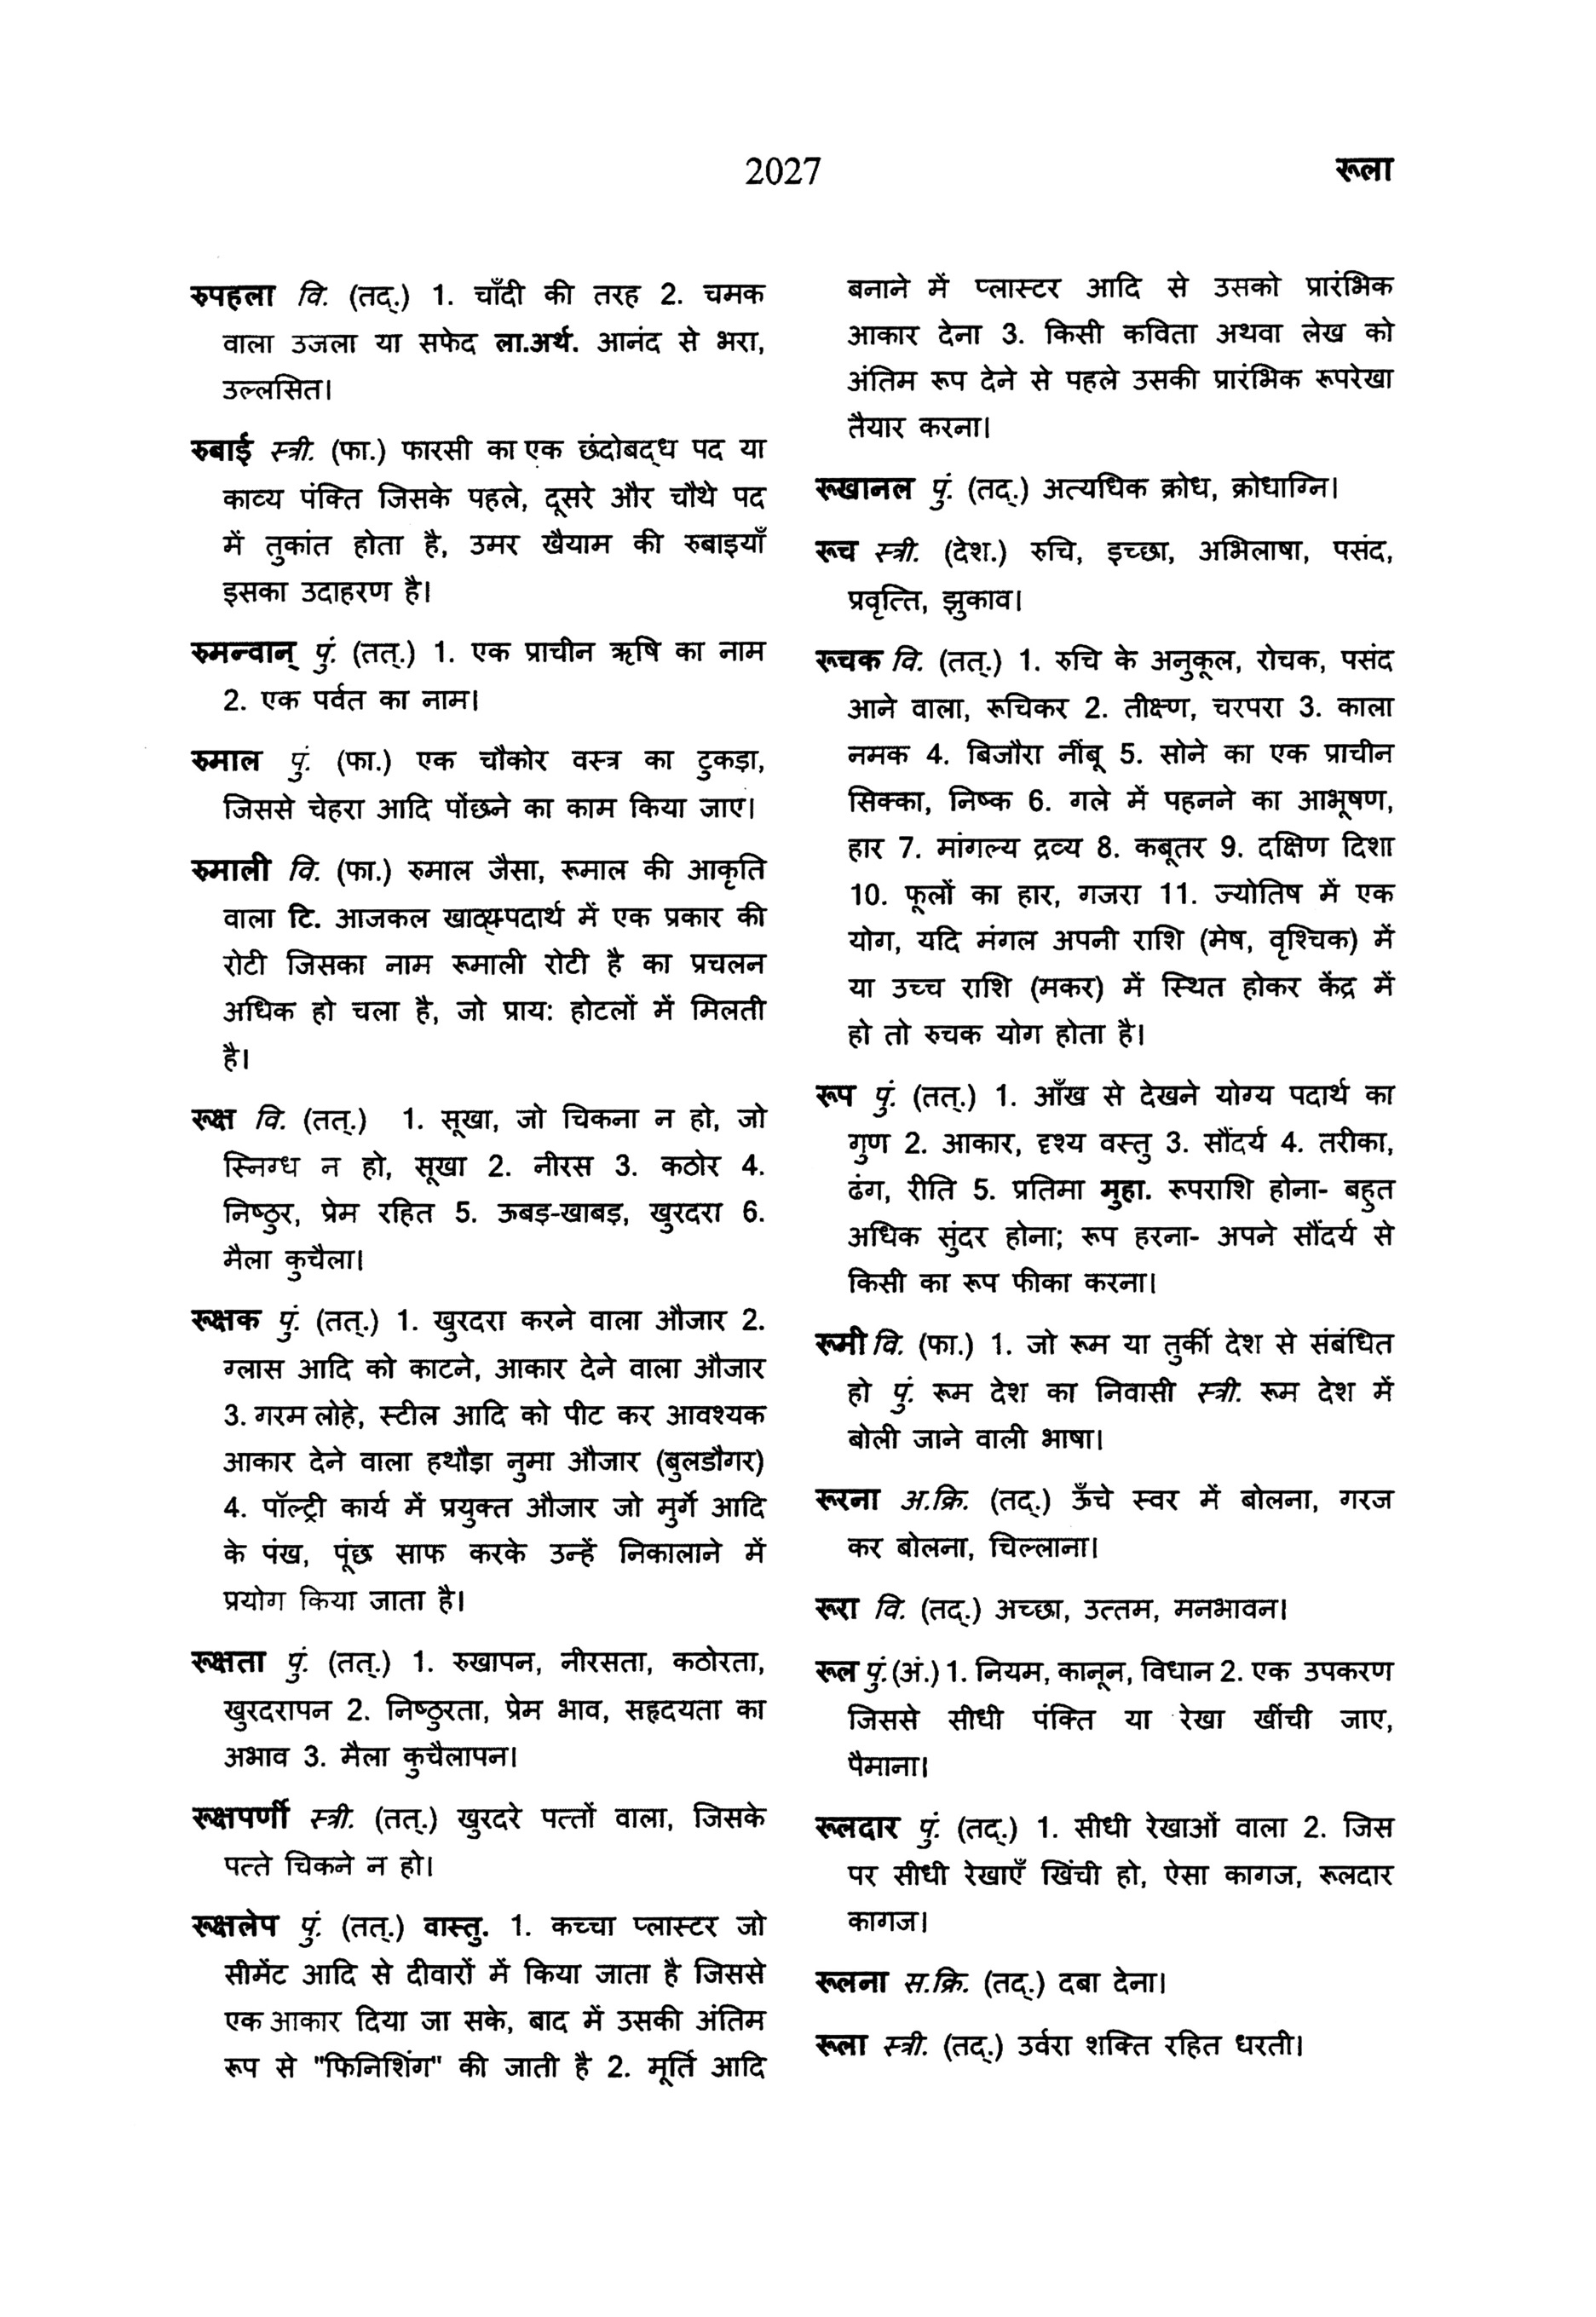 2027
रूला
रुपहला वि. (तद्.) 1. चाँदी की तरह 2. चमक
वाला उजला या सफेद ला.अर्थ. आनंद से भरा,
उल्लसित।
रुबाई स्त्री. (फा.) फारसी का एक छंदोबद्ध पद या
काव्य पंक्ति जिसके पहले, दूसरे और चौथे पद
में तुकांत होता है, उमर खैयाम की रुबाइयाँ
इसका उदाहरण है।
रुमन्वान् पुं. (तत्.) 1. एक प्राचीन ऋषि का नाम
2. एक पर्वत का नाम।
रुमाल पुं. (फा.) एक चौकोर वस्त्र का टुकड़ा,
जिससे चेहरा आदि पोंछने का काम किया जाए।
रुमाली वि. (फा.) रुमाल जैसा, रूमाल की आकृति
वाला टि. आजकल खाद्य-पदार्थ में एक प्रकार की
रोटी जिसका नाम रूमाली रोटी है का प्रचलन
अधिक हो चला है, जो प्राय: होटलों में मिलती
है।
रूक्ष वि. (तत्.) 1. सूखा, जो चिकना न हो, जो
स्निग्ध न हो, सूखा 2. नीरस 3. कठोर 4.
निष्ठुर, प्रेम रहित 5. ऊबड़-खाबड़, खुरदरा 6.
मैला कुचैला।
रूक्षक पुं. (तत्.) 1. खुरदरा करने वाला औजार 2.
ग्लास आदि को काटने, आकार देने वाला औजार
3. गरम लोहे, स्टील आदि को पीट कर आवश्यक
आकार देने वाला हथौड़ा नुमा औजार (बुलडौगर)
4. पॉल्ट्री कार्य में प्रयुक्त औजार जो मुर्गे आदि
के पंख, पूंछ साफ करके उन्हें निकालाने में
प्रयोग किया जाता है।
रूक्षता पुं. (तत्.) 1. रुखापन, नीरसता, कठोरता,
खुरदरापन 2. निष्ठुरता, प्रेम भाव, सहृदयता का
अभाव 3. मैला कुचैलापन।
रूक्षपर्णी स्त्री. (तत्.) खुरदरे पत्तों वाला, जिसके
पत्ते चिकने न हो।
रूक्षलेप पुं. (तत्.) वास्तु. 1. कच्चा प्लास्टर जो
सीमेंट आदि से दीवारों में किया जाता है जिससे
एक आकार दिया जा सके, बाद में उसकी अंतिम
रूप से "फिनिशिंग" की जाती है 2. मूर्ति आदि
बनाने में प्लास्टर आदि से उसको प्रारंभिक
आकार देना 3. किसी कविता अथवा लेख को
अंतिम रूप देने से पहले उसकी प्रारंभिक रूपरेखा
तैयार करना।
रूखानल पुं. (तद्.) अत्यधिक क्रोध, क्रोधाग्नि।
रूच स्त्री. (देश.) रुचि, इच्छा, अभिलाषा, पसंद,
प्रवृत्ति, झुकाव।
रूचक वि. (तत्.) 1. रुचि के अनुकूल, रोचक, पसंद
आने वाला, रूचिकर 2. तीक्ष्ण, चरपरा 3. काला
नमक 4. बिजौरा नींबू 5. सोने का एक प्राचीन
सिक्का, निष्क 6. गले में पहनने का आभूषण,
हार 7. मांगल्य द्रव्य 8. कबूतर 9. दक्षिण दिशा
10. फूलों का हार, गजरा 11. ज्योतिष में एक
योग, यदि मंगल अपनी राशि (मेष, वृश्चिक) में
या उच्च राशि (मकर) में स्थित होकर केंद्र में
हो तो रुचक योग होता है।
रूप पुं. (तत्.) 1. आँख से देखने योग्य पदार्थ का
गुण 2. आकार, दृश्य वस्तु 3. सौंदर्य 4. तरीका,
ढंग, रीति 5. प्रतिमा मुहा. रूपराशि होना- बहुत
अधिक सुंदर होना; रूप हरना- अपने सौंदर्य से
किसी का रूप फीका करना।
रूमी वि. (फा.) 1. जो रूम या तुर्की देश से संबंधित
हो पुं. रूम देश का निवासी स्त्री. रूम देश में
बोली जाने वाली भाषा।
रूरना अ.क्रि. (तद्.) ऊँचे स्वर में बोलना, गरज
कर बोलना, चिल्लाना।
रूरा वि. (तद्.) अच्छा, उत्तम, मनभावन।
रूल पुं. (अं.) 1. नियम, कानून, विधान 2. एक उपकरण
जिससे सीधी पंक्ति या रेखा खींची जाए,
पैमाना।
रूलदार पुं. (तद्.) 1. सीधी रेखाओं वाला 2. जिस
पर सीधी रेखाएँ खिंची हो, ऐसा कागज, रूलदार
कागज।
रूलना स.क्रि. (तद्.) दबा देना।
रूला स्त्री. (तद्.) उर्वरा शक्ति रहित धरती।